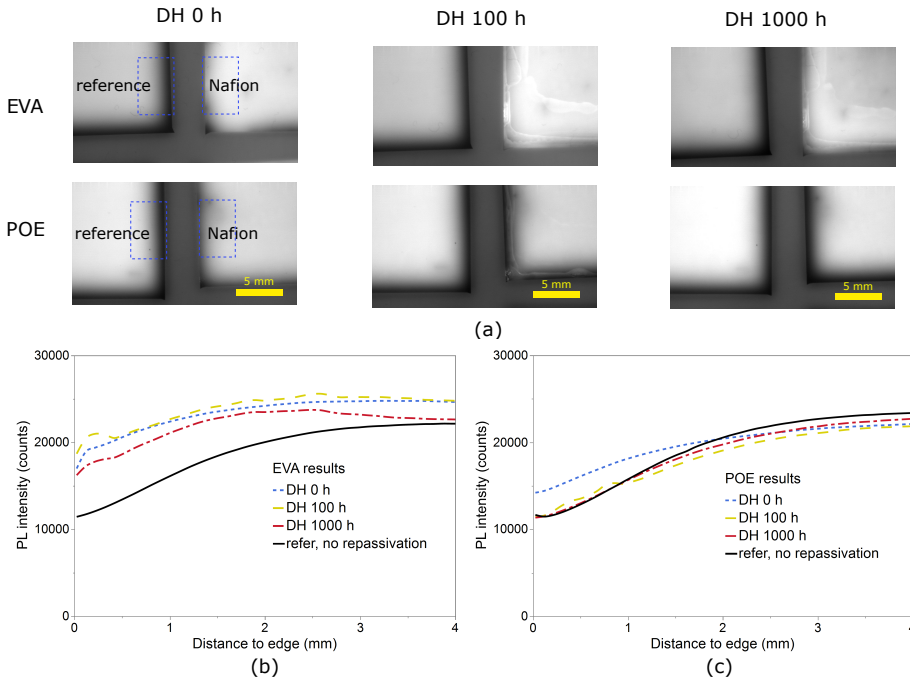 DH 0 h
DH 100 h
DH 1000 h
EVA
reference
Nafion
POE
reference
Nafion
5 mm
5 mm
5 mm
(a)
30000
20000
10000
0
PL intensity (counts)
EVA results
DH 0 h
DH 100 h
DH 1000 h
refer, no repassivation
0
1
2
3
4
Distance to edge (mm)
(b)
30000
20000
10000
0
PL intensity (counts)
POE results
DH 0 h
DH 100 h
DH 1000 h
refer, no repassivation
0
1
2
3
4
Distance to edge (mm)
(c)